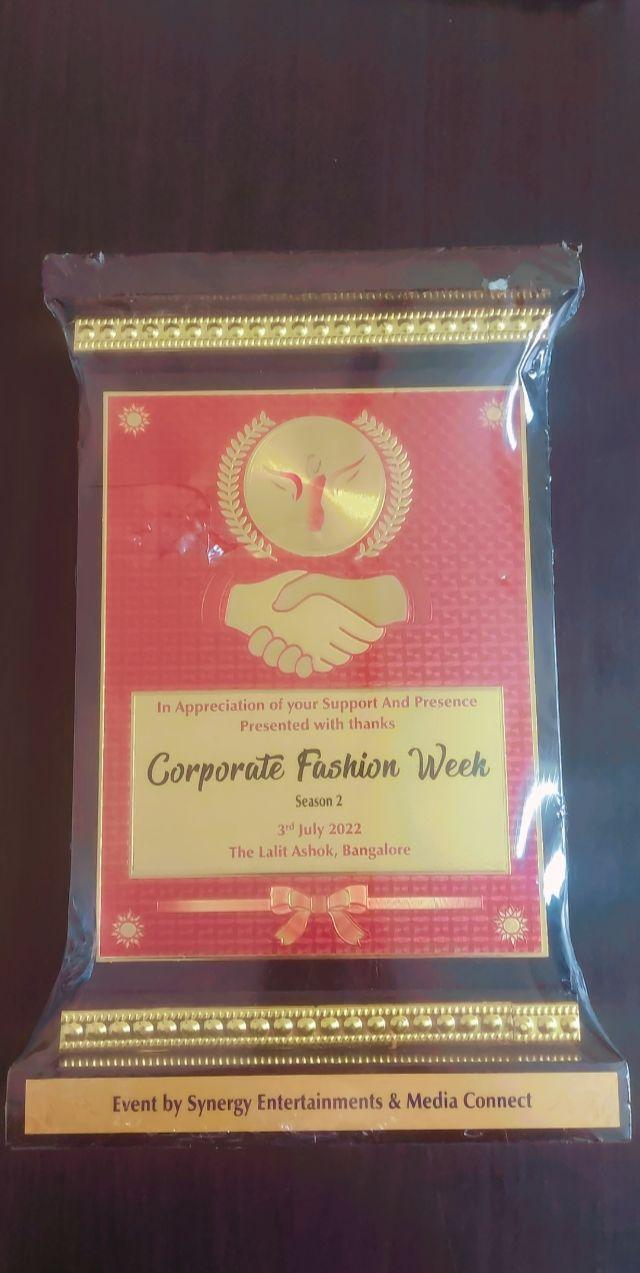 In Appreciation of your Support And Presence
Presented with thanks
Corporate Fashion Week
Season 2
3rd July 2022
The Lalit Ashok, Bangalore
Event by Synergy Entertainments & Media Connect